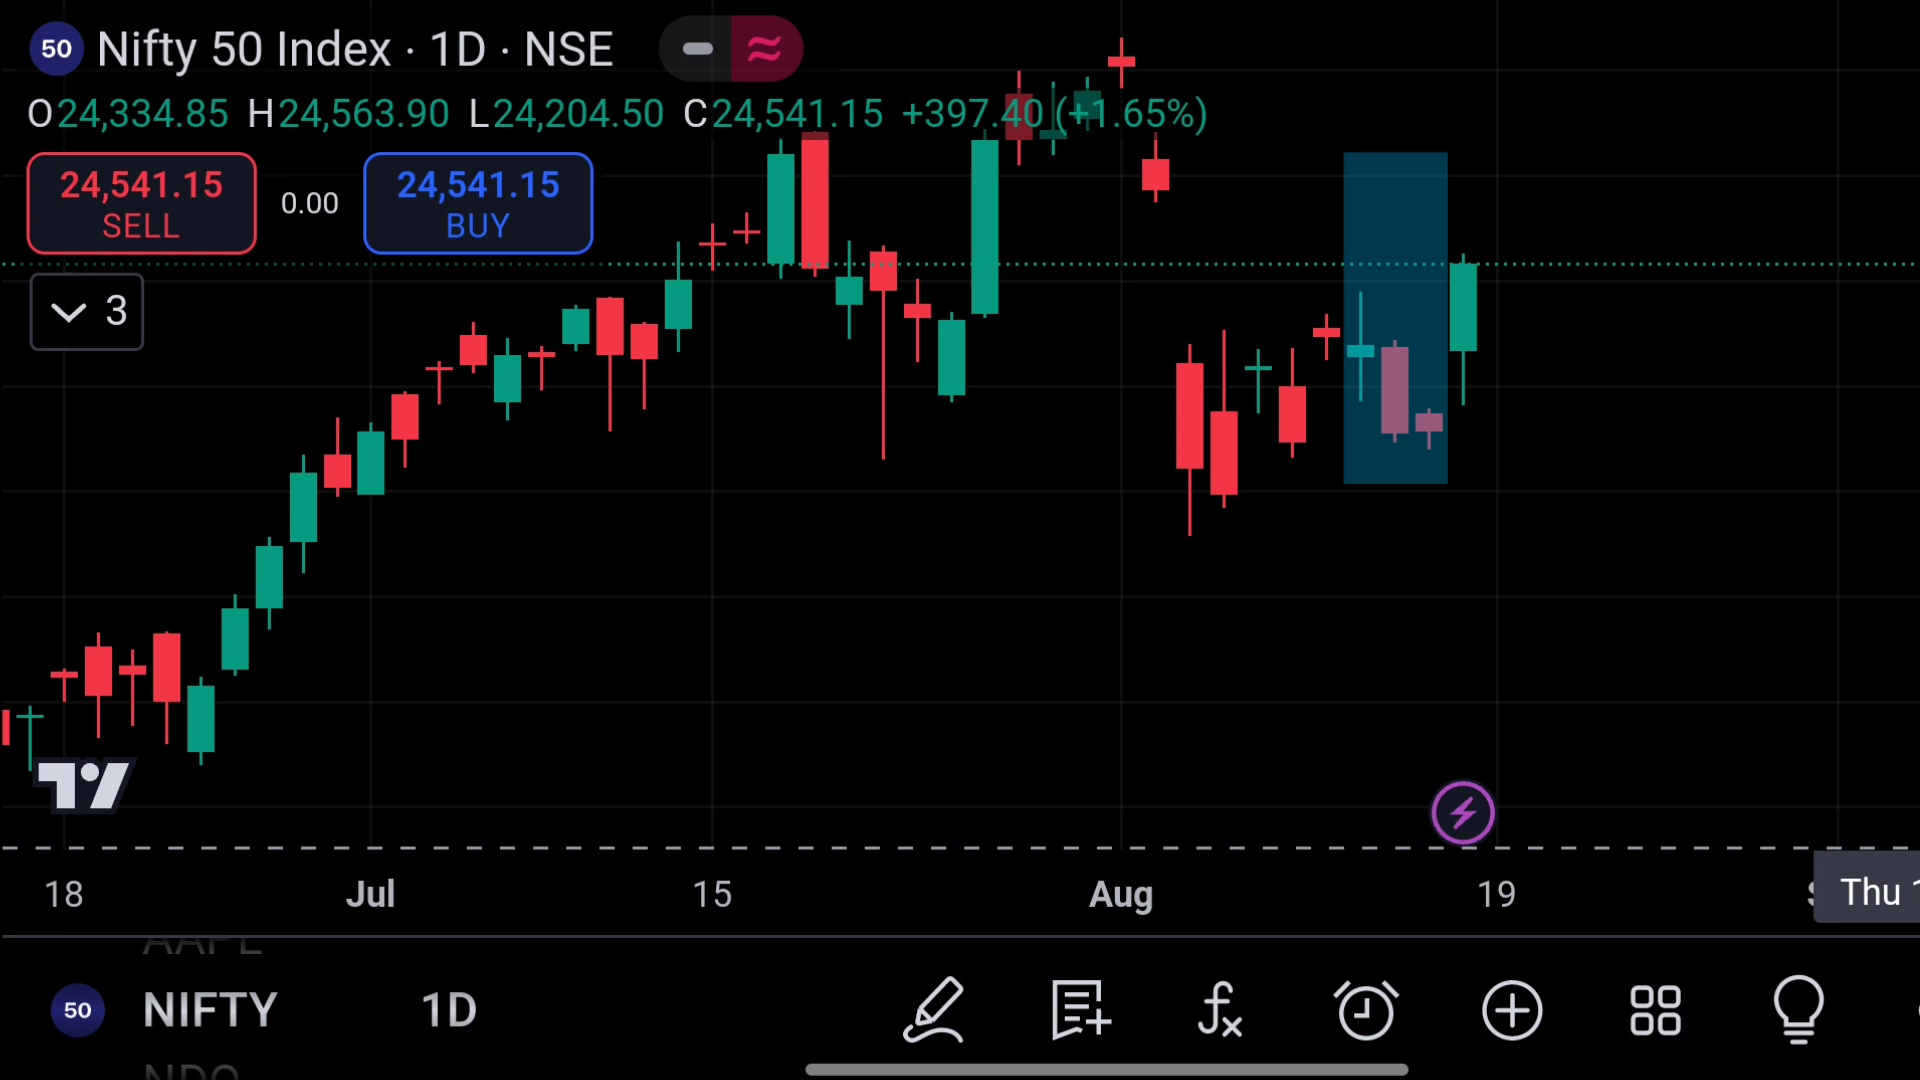 50 Nifty 50 Index · 1D · NSE
O24,334.85 H24,563.90 L24,204.50 C24,541.15 +397.40 (+1.65%)
24,541.15 SELL
0.00
24,541.15 BUY
3
18 Jul 15 Aug 19 Thu
AAPL
50 NIFTY 1D
NDQ